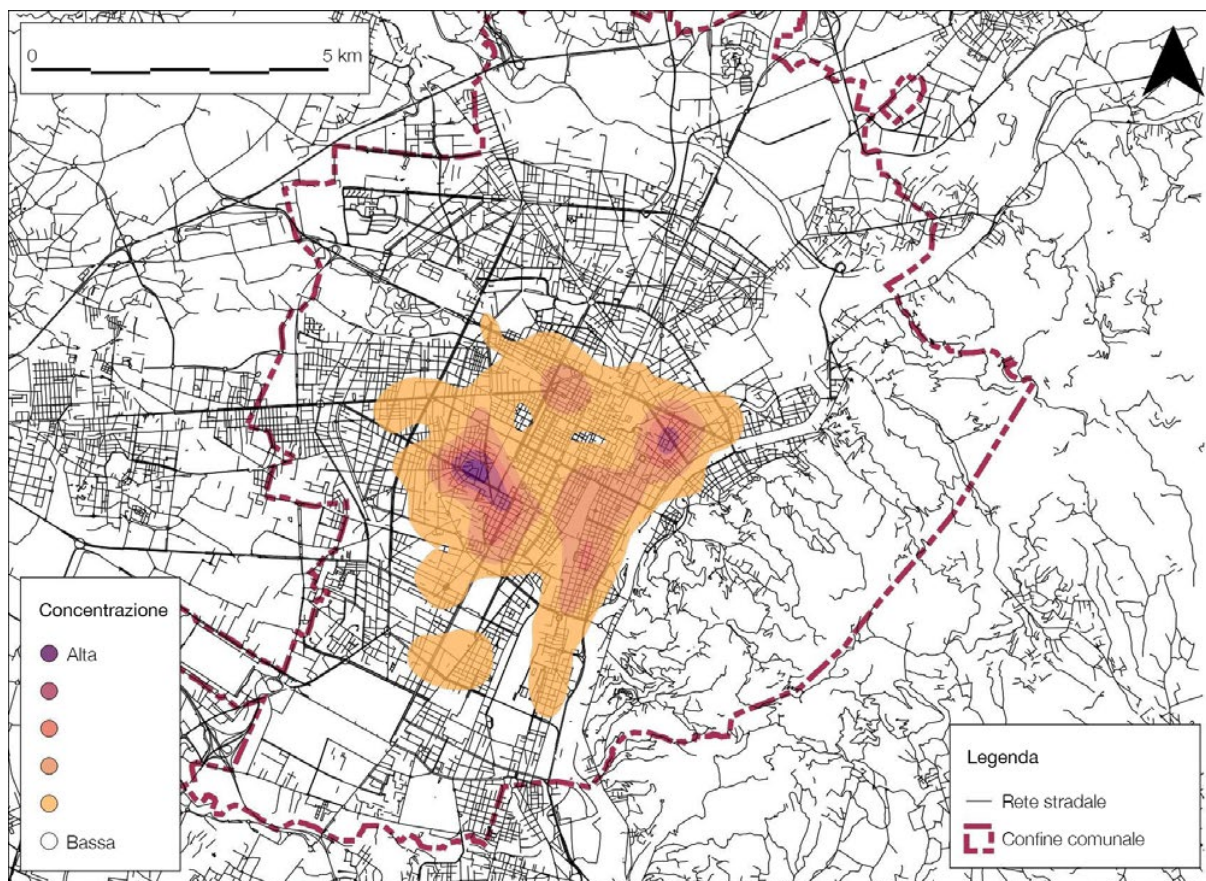 0 5 km
Concentrazione
Alta
Bassa
Legenda
Rete stradale
Confine comunale